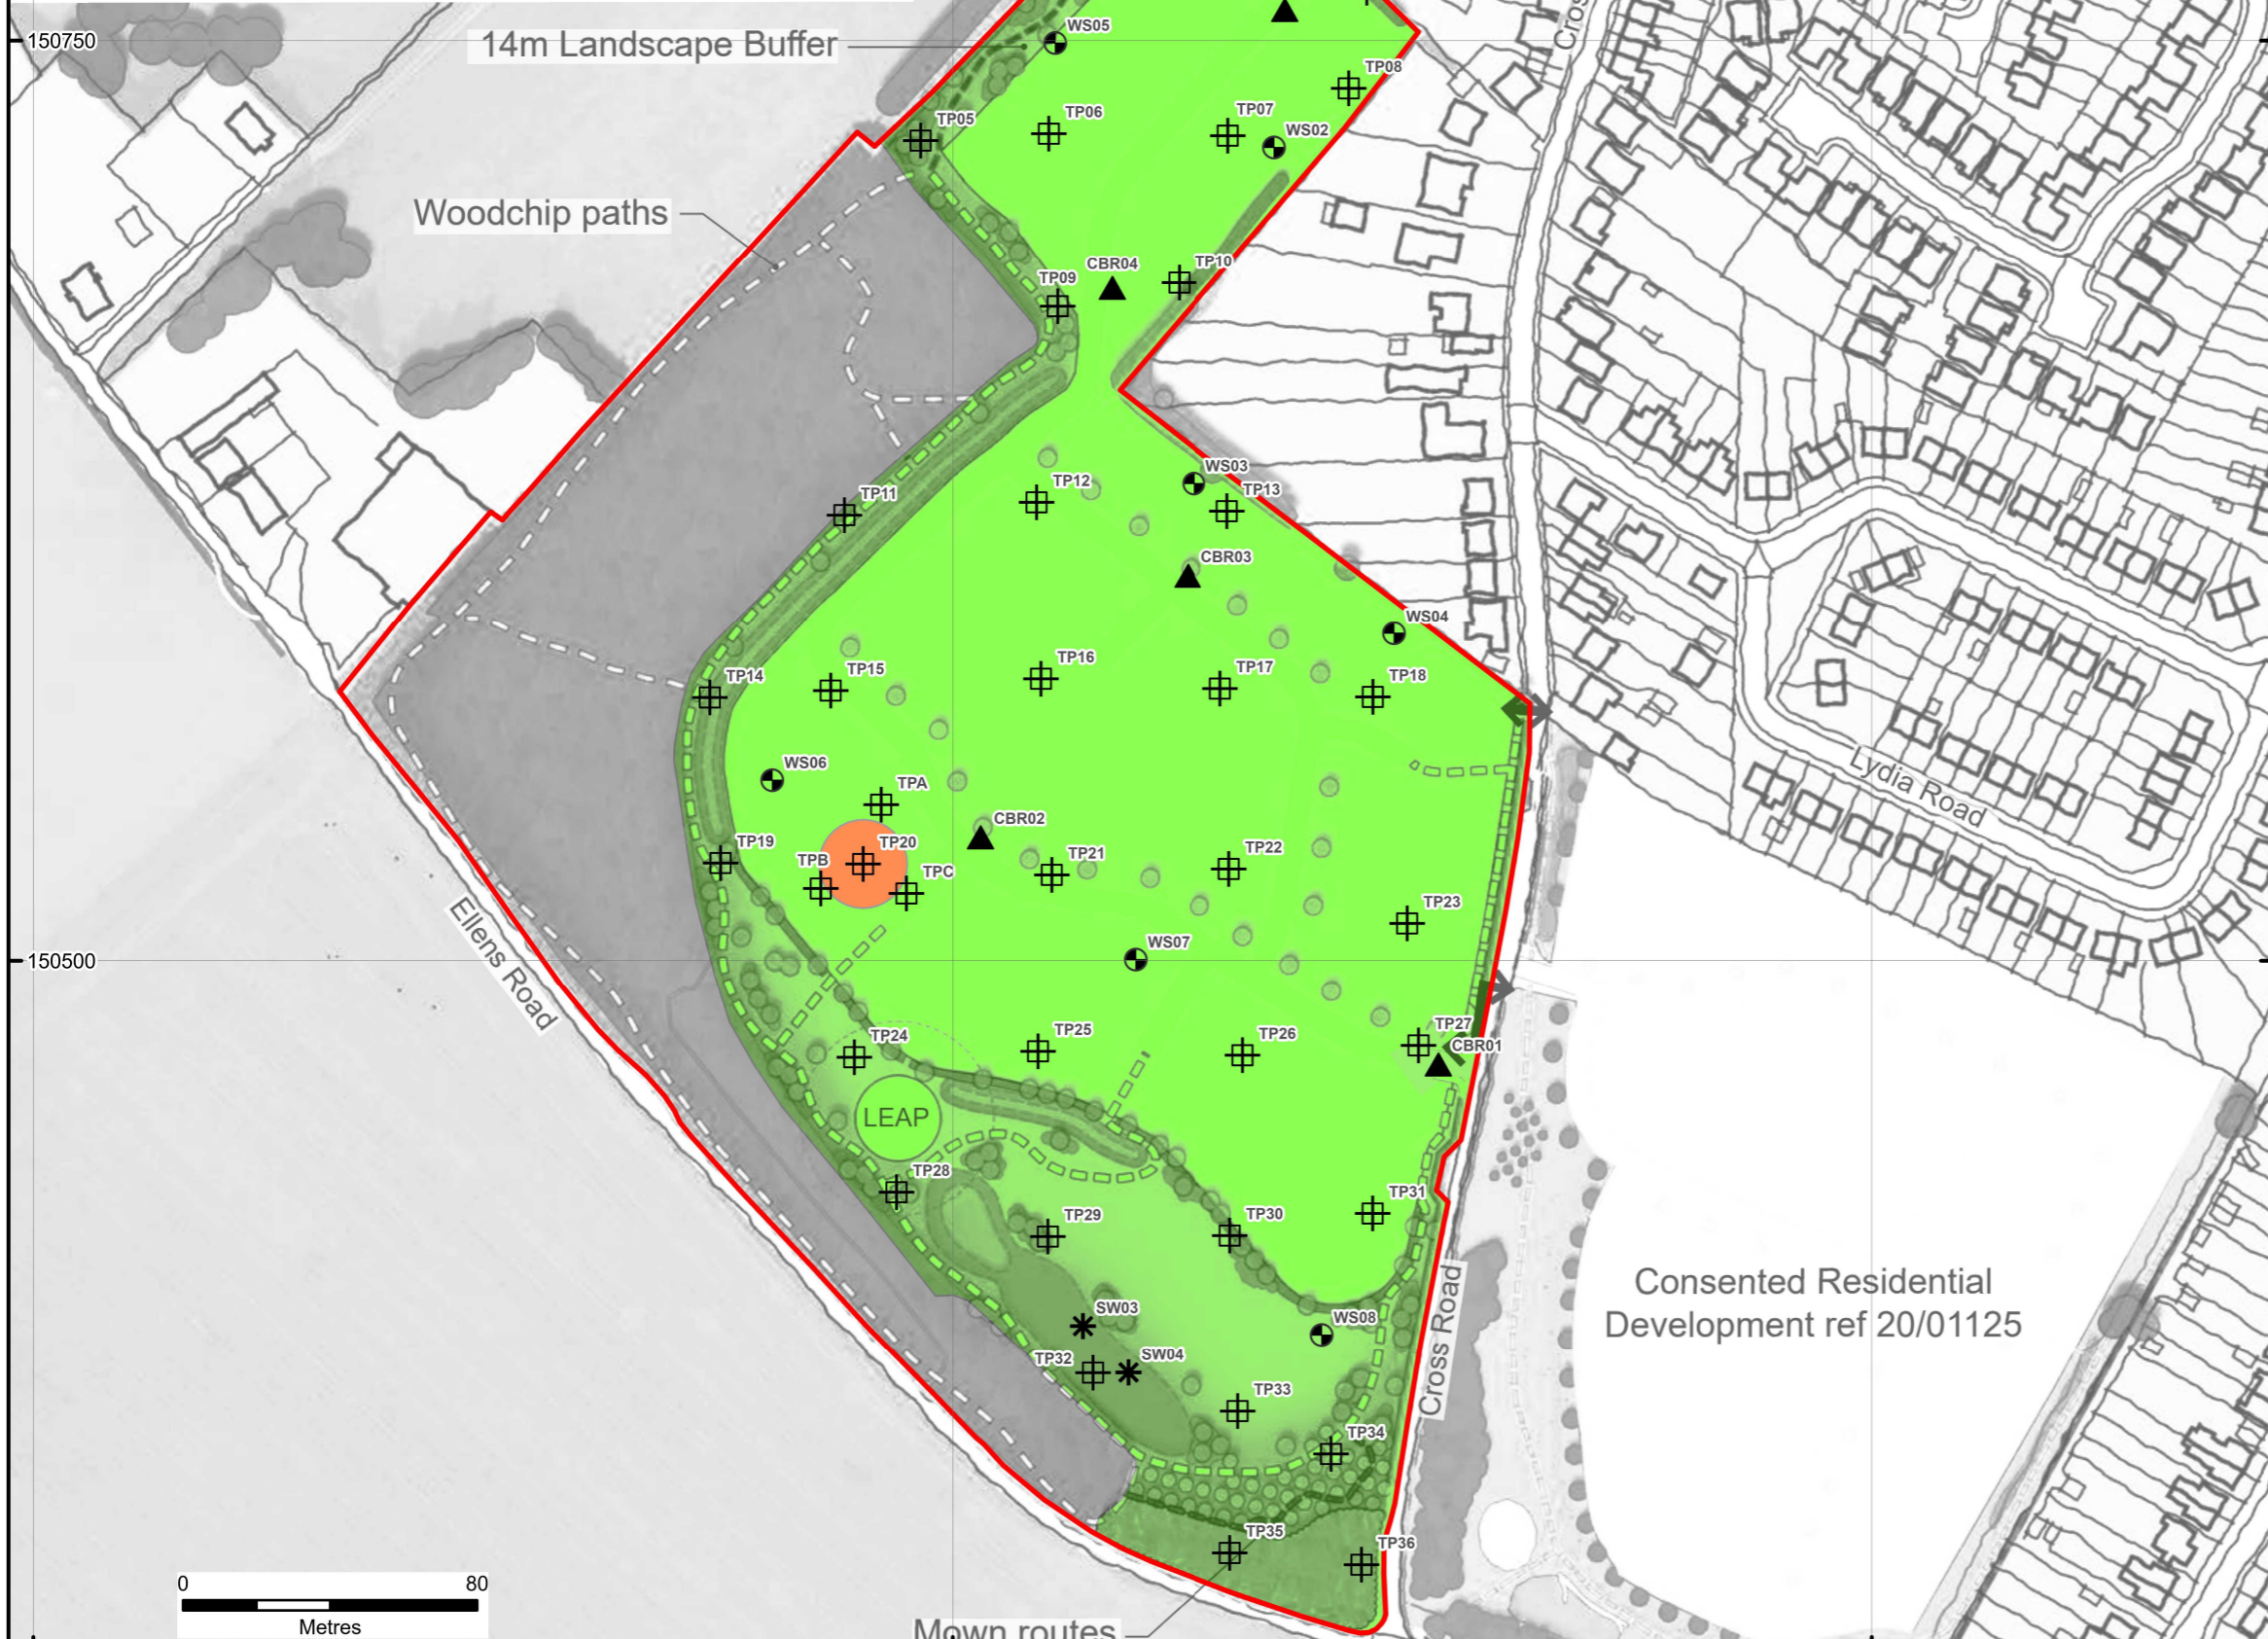 150750
14m Landscape Buffer
WS05
TP08
TP05
TP06
TP07
WS02
Woodchip paths
TP09
CBR04
TP10
WS03
TP11
TP12
TP13
CBR03
WS04
TP14
TP15
TP16
TP17
TP18
WS06
TPA
CBR02
Lydia Road
TP19
TPB
TP20
TPC
TP21
TP22
TP23
Ellens Road
WS07
150500
TP24
TP25
TP26
TP27
CBR01
LEAP
TP28
TP29
TP30
TP31
SW03
WS08
TP32
SW04
Cross Road
Consented Residential
Development ref 20/01125
TP33
TP34
TP35
TP36
0 80
Metres
Mown routes